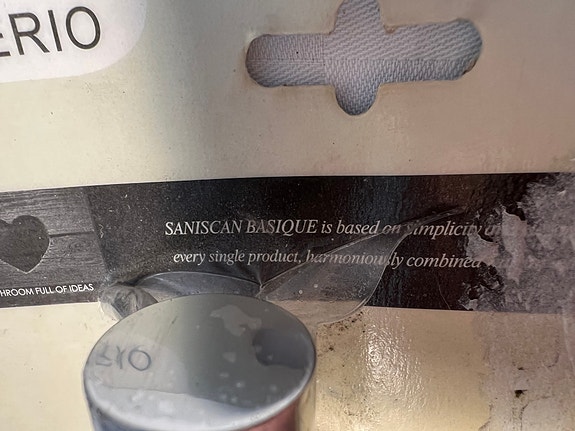 ERIO
SANISCAN BASIQUE is based on simplicity
every single product, harmoniously combined
HROOM FULL OF IDEAS